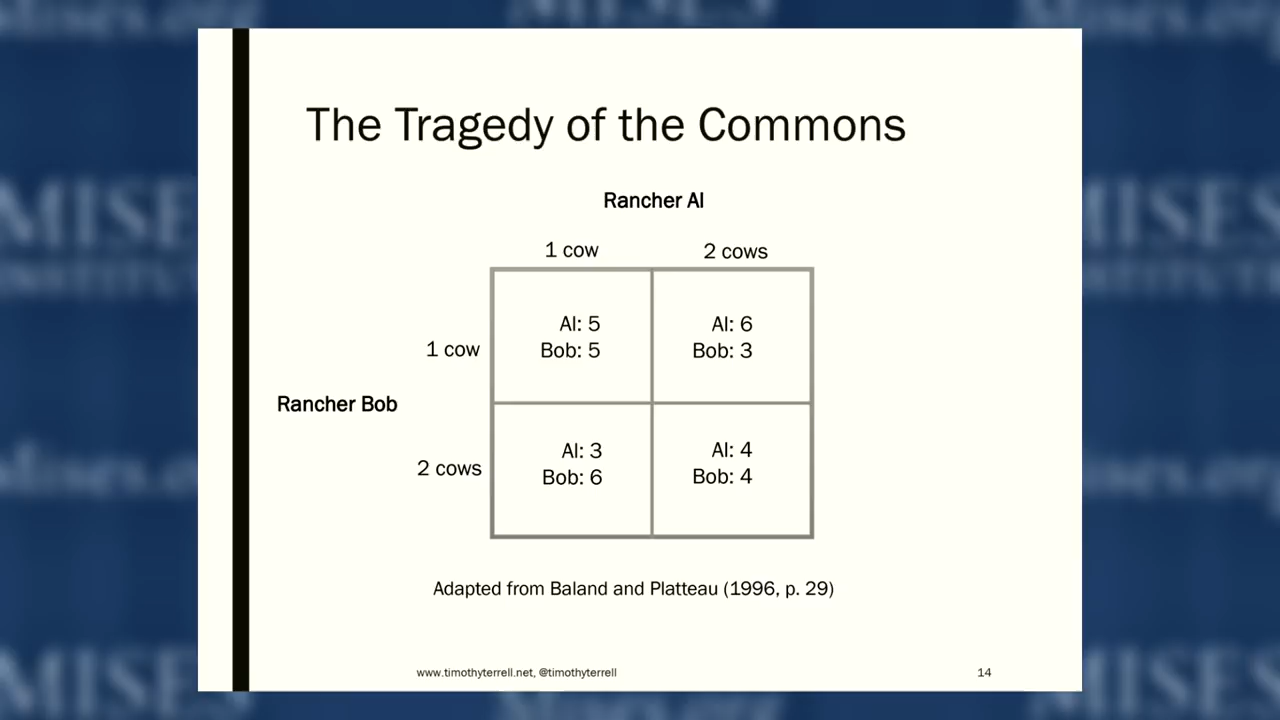 The Tragedy of the Commons
Rancher Al
1 cow
2 cows
1 cow
Al: 5
Bob: 5
Al: 6
Bob: 3
Rancher Bob
2 cows
Al: 3
Bob: 6
Al: 4
Bob: 4
Adapted from Baland and Platteau (1996, p. 29)
www.timothyterrell.net, @timothyterrell
14